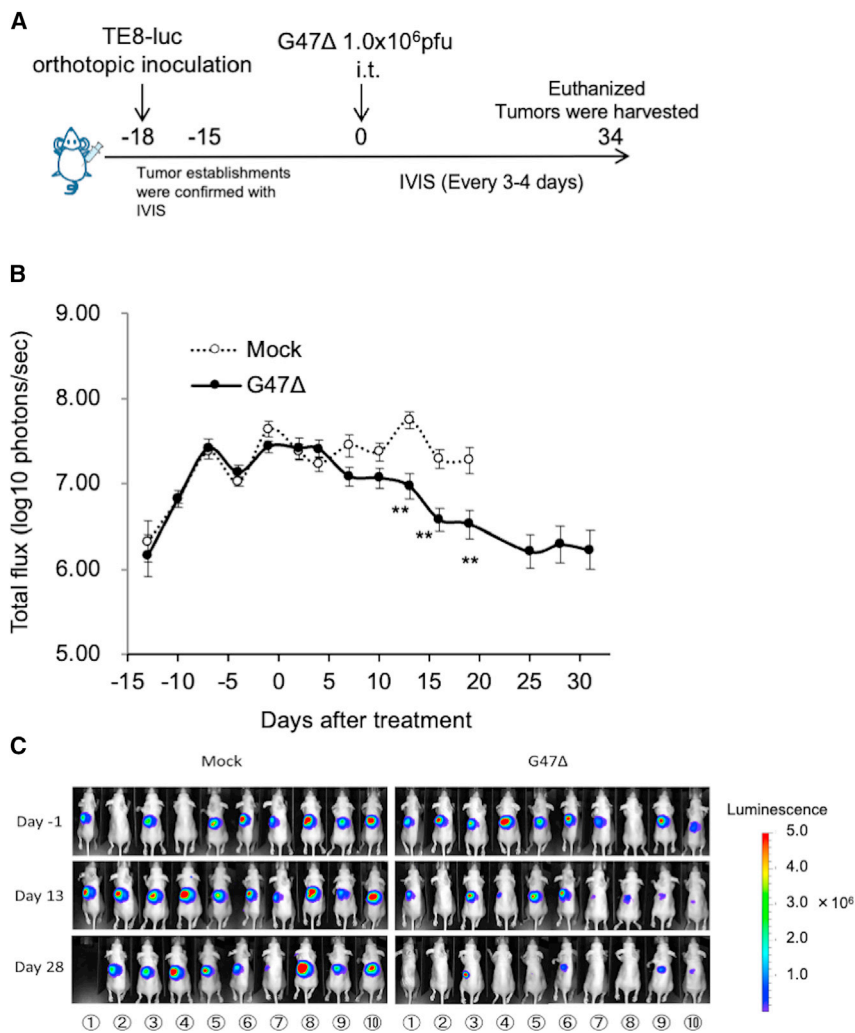 A
TE8-luc
orthotopic inoculation
G47Δ 1.0x10⁶pfu
i.t.
Euthanized
Tumors were harvested
-18 -15 0 34
Tumor establishments
were confirmed with
IVIS
IVIS (Every 3-4 days)
B
Total flux (log10 photons/sec)
9.00
8.00
7.00
6.00
5.00
Mock
G47Δ
**
**
**
-15 -10 -5 0 5 10 15 20 25 30
Days after treatment
C
Mock G47Δ
Day -1
Day 13
Day 28
① ② ③ ④ ⑤ ⑥ ⑦ ⑧ ⑨ ⑩ ① ② ③ ④ ⑤ ⑥ ⑦ ⑧ ⑨ ⑩
Luminescence
5.0
4.0
× 10⁶
3.0
2.0
1.0